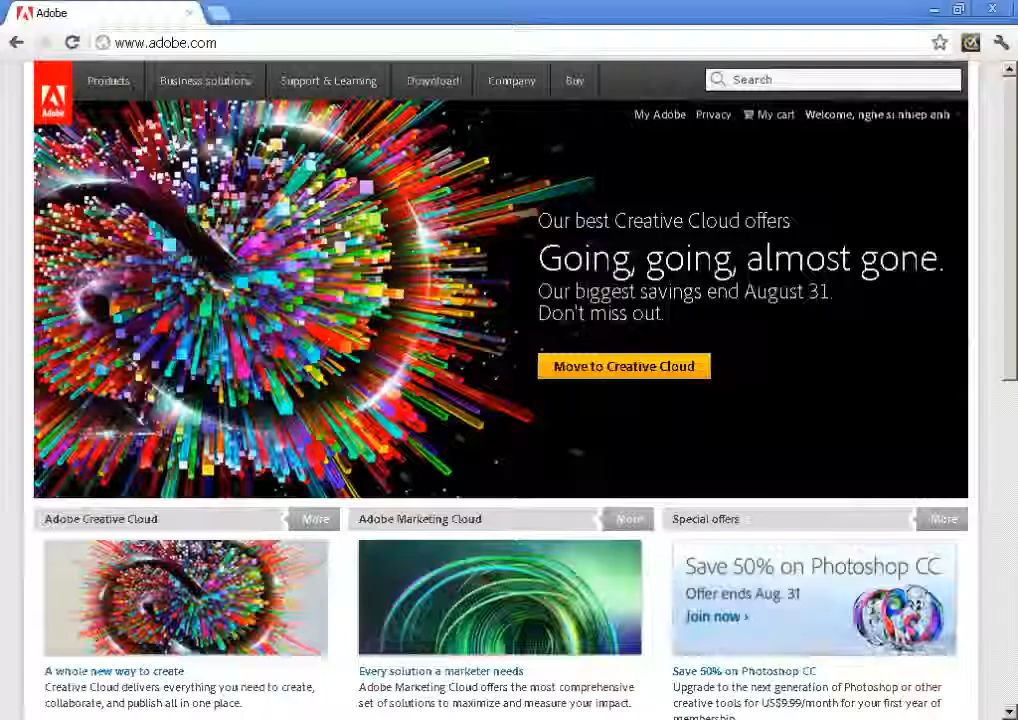 Adobe
www.adobe.com
Products
Business solutions
Support & Learning
Download
Company
Buy
Search
Adobe
My Adobe
Privacy
My cart
Welcome, nghe si nhiep anh
Our best Creative Cloud offers
Going, going, almost gone.
Our biggest savings end August 31.
Don't miss out.
Move to Creative Cloud
Adobe Creative Cloud
More
Adobe Marketing Cloud
More
Special offers
More
Save 50% on Photoshop CC
Offer ends Aug. 31
Join now ›
A whole new way to create
Creative Cloud delivers everything you need to create,
collaborate, and publish all in one place.
Every solution a marketer needs
Adobe Marketing Cloud offers the most comprehensive
set of solutions to maximize and measure your impact.
Save 50% on Photoshop CC
Upgrade to the next generation of Photoshop or other
creative tools for US$9.99/month for your first year of
membership.